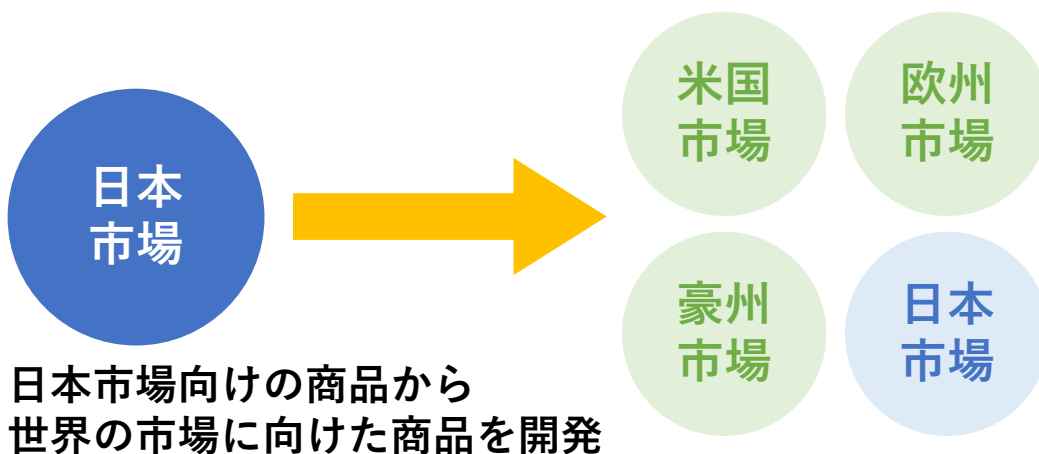 日本
市場
米国
市場
欧州
市場
豪州
市場
日本
市場
日本市場向けの商品から
世界の市場に向けた商品を開発